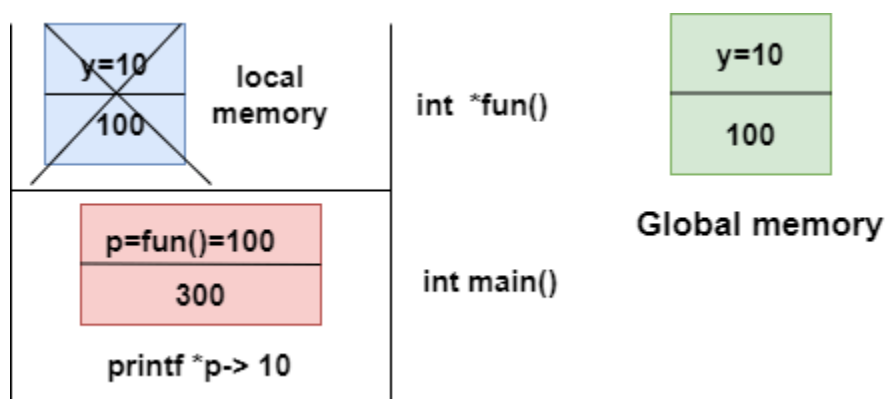 y=10
100
local
memory
int *fun()
y=10
100
Global memory
p=fun()=100
300
int main()
printf *p-> 10